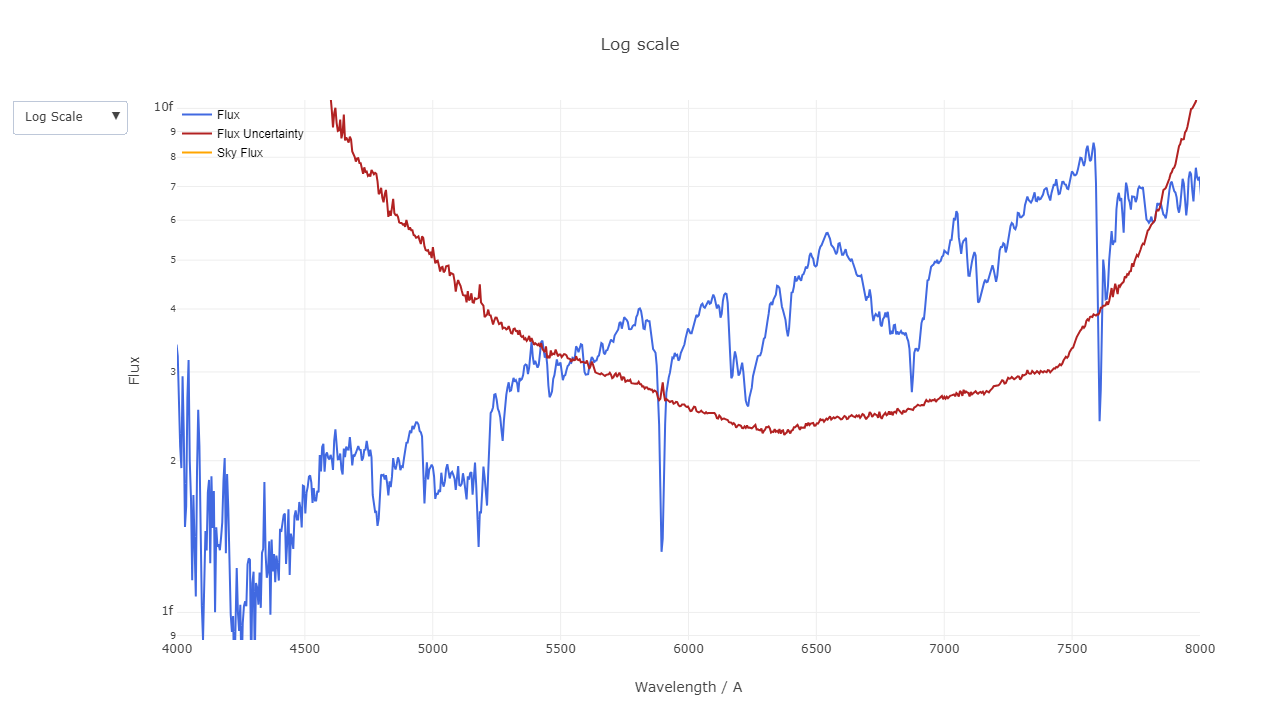 Log scale
Log Scale ▼
Flux
Flux Uncertainty
Sky Flux
10f
9
8
7
6
5
4
3
2
1f
9
Flux
4000 4500 5000 5500 6000 6500 7000 7500 8000
Wavelength / A